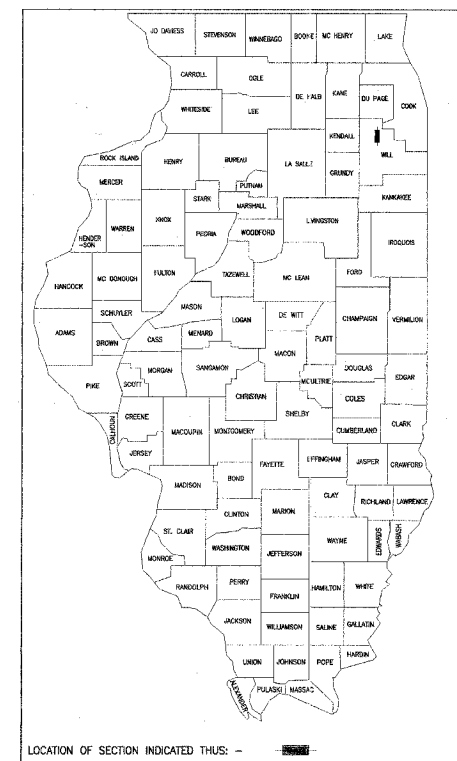 JO DAVIESS
STEVENSON
WINNEBAGO
BOONE
MC HENRY
LAKE
CARROLL
OGLE
DE KALB
KANE
DU PAGE
COOK
WHITESIDE
LEE
KENDALL
WILL
ROCK ISLAND
HENRY
BUREAU
LA SALLE
GRUNDY
MERCER
PUTNAM
KANKAKEE
STARK
MARSHALL
LIVINGSTON
KNOX
WARREN
HENDER
-SON
PEORIA
WOODFORD
IROQUOIS
FULTON
TAZEWELL
MC LEAN
FORD
HANCOCK
MC DONOUGH
MASON
SCHUYLER
LOGAN
DE WITT
CHAMPAIGN
VERMILION
ADAMS
BROWN
CASS
MENARD
PLATT
MACON
DOUGLAS
PIKE
MORGAN
SCOTT
SANGAMON
MOULTRIE
EDGAR
CHRISTIAN
COLES
SHELBY
GREENE
CALHOUN
MACOUPIN
MONTGOMERY
CUMBERLAND
CLARK
JERSEY
FAYETTE
EFFINGHAM
JASPER
CRAWFORD
MADISON
BOND
CLAY
RICHLAND
LAWRENCE
CLINTON
MARION
ST. CLAIR
WAYNE
EDWARDS
WABASH
WASHINGTON
JEFFERSON
MONROE
RANDOLPH
PERRY
HAMILTON
WHITE
FRANKLIN
JACKSON
WILLIAMSON
SALINE
GALLATIN
UNION
JOHNSON
POPE
HARDIN
ALEXANDER
PULASKI
MASSAC
LOCATION OF SECTION INDICATED THUS: -